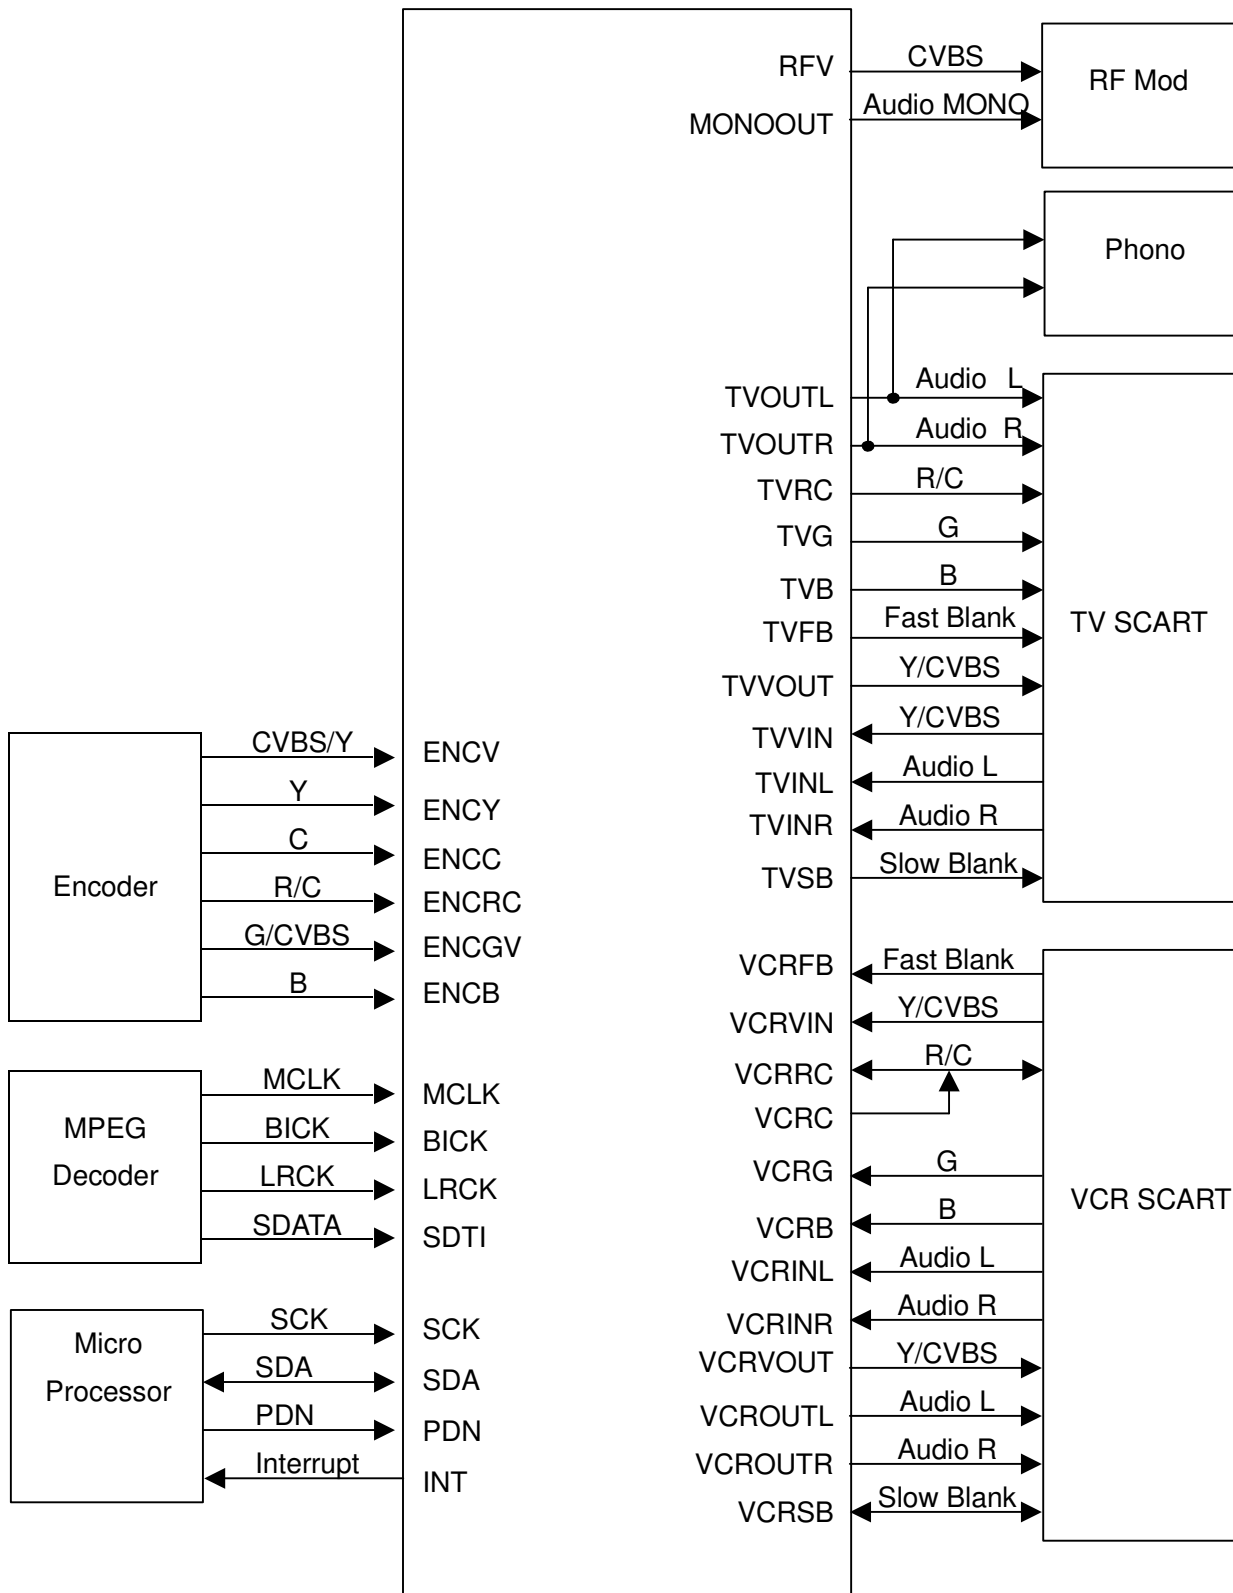 RFV
CVBS
RF Mod
MONOOUT
Audio MONO
Phono
TVOUTL
Audio L
TVOUTR
Audio R
TVRC
R/C
TVG
G
TVB
B
TVFB
Fast Blank
TV SCART
TVVOUT
Y/CVBS
TVVIN
Y/CVBS
TVINL
Audio L
TVINR
Audio R
TVSB
Slow Blank
Encoder
CVBS/Y
ENCV
Y
ENCY
C
ENCC
R/C
ENCRC
G/CVBS
ENCGV
B
ENCB
VCRFB
Fast Blank
VCRVIN
Y/CVBS
VCRRC
R/C
VCRC
VCRG
G
VCRB
B
VCR SCART
VCRINL
Audio L
VCRINR
Audio R
VCRVOUT
Y/CVBS
VCROUTL
Audio L
VCROUTR
Audio R
VCRSB
Slow Blank
MPEG
Decoder
MCLK
MCLK
BICK
BICK
LRCK
LRCK
SDATA
SDTI
Micro
Processor
SCK
SCK
SDA
SDA
PDN
PDN
Interrupt
INT